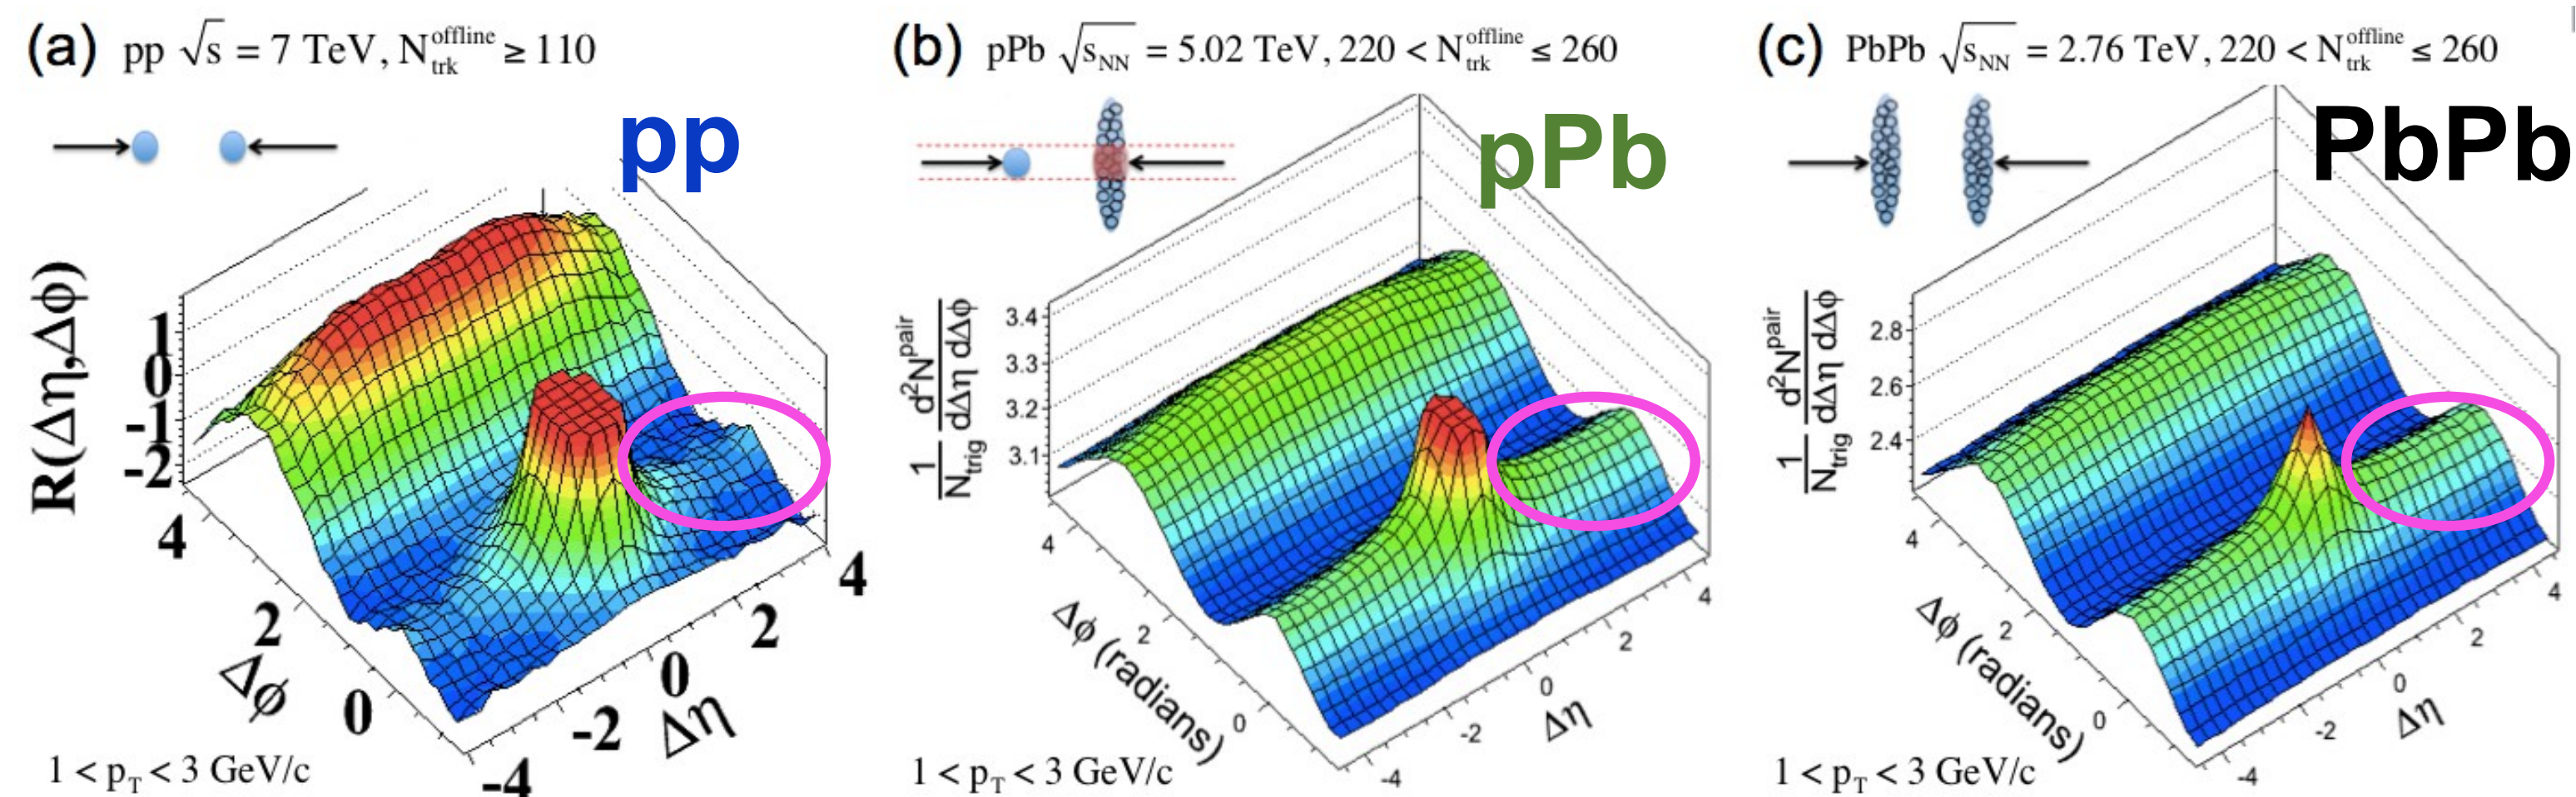 (a) pp √s = 7 TeV, N_trk^offline ≥ 110
pp
R(Δη,Δϕ)
1
0
-1
-2
4
2
0
Δϕ
-4
-2
0
2
4
Δη
1 < p_T < 3 GeV/c
(b) pPb √s_NN = 5.02 TeV, 220 < N_trk^offline ≤ 260
pPb
1/N_trig d²N^pair/dΔη dΔϕ
3.4
3.3
3.2
3.1
4
2
0
Δϕ (radians)
-4
-2
0
2
4
Δη
1 < p_T < 3 GeV/c
(c) PbPb √s_NN = 2.76 TeV, 220 < N_trk^offline ≤ 260
PbPb
1/N_trig d²N^pair/dΔη dΔϕ
2.8
2.6
2.4
4
2
0
Δϕ (radians)
-4
-2
0
2
4
Δη
1 < p_T < 3 GeV/c